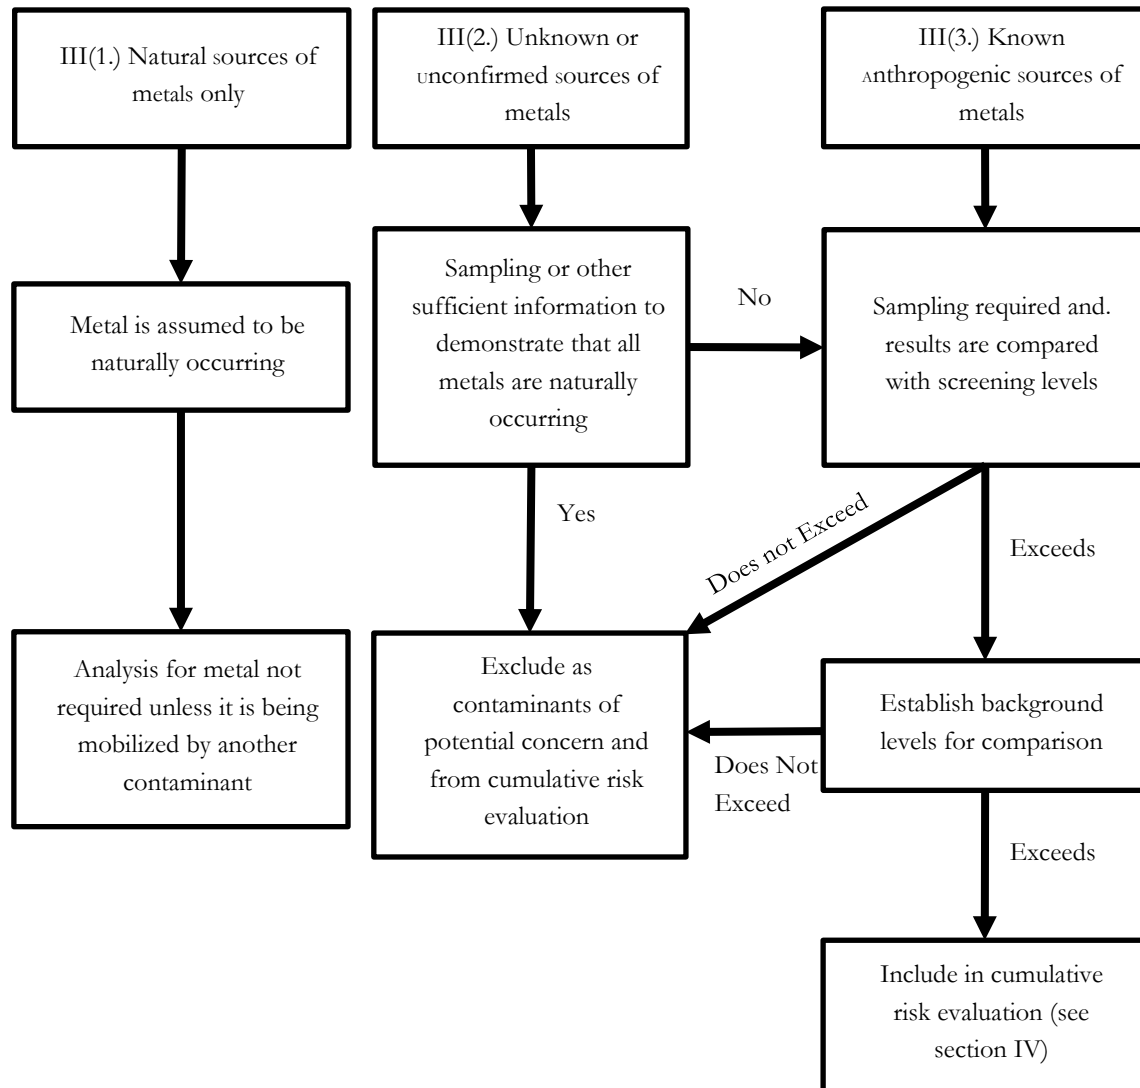 III(1.) Natural sources of
metals only
III(2.) Unknown or
unconfirmed sources of
metals
III(3.) Known
Anthropogenic sources of
metals
Metal is assumed to be
naturally occurring
Sampling or other
sufficient information to
demonstrate that all
metals are naturally
occurring
No
Sampling required and.
results are compared
with screening levels
Yes
Does not Exceed
Exceeds
Analysis for metal not
required unless it is being
mobilized by another
contaminant
Exclude as
contaminants of
potential concern and
from cumulative risk
evaluation
Does Not
Exceed
Establish background
levels for comparison
Exceeds
Include in cumulative
risk evaluation (see
section IV)